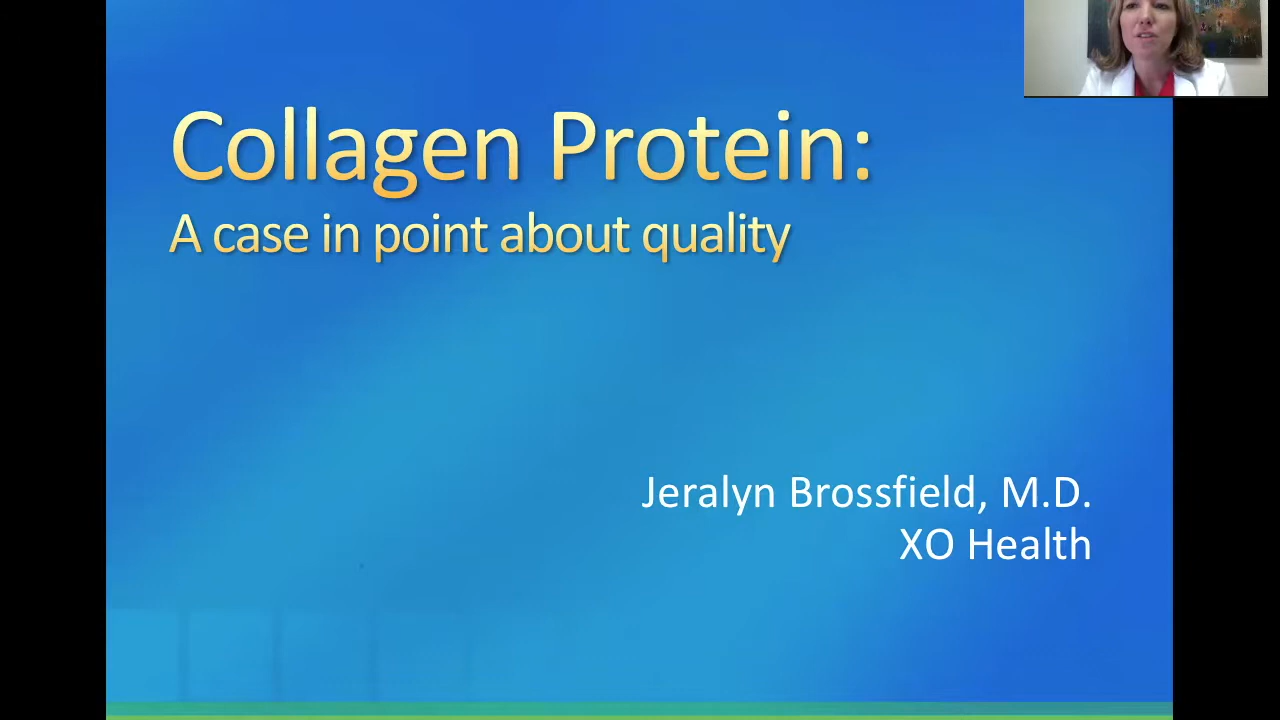 Collagen Protein:
A case in point about quality
Jeralyn Brossfield, M.D.
XO Health